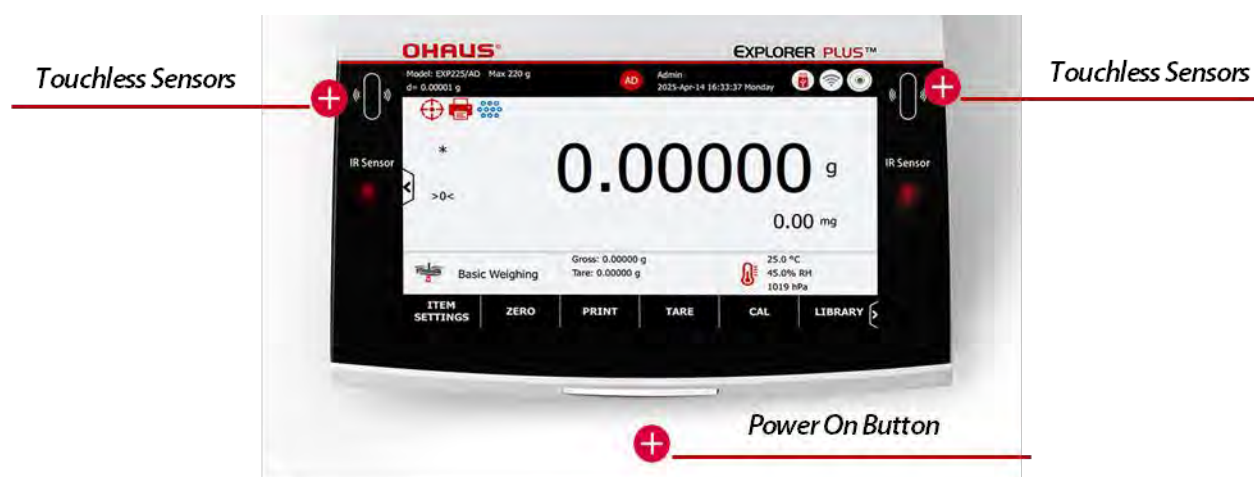 OHAUS®
EXPLORER PLUS™
Touchless Sensors
Touchless Sensors
Model: EXP225/AD Max 220 g
d= 0.00001 g
AD
Admin
2025-Apr-14 16:33:37 Monday
IR Sensor
IR Sensor
*
0.00000 g
>0<
0.00 mg
Basic Weighing
Gross: 0.00000 g
Tare: 0.00000 g
25.0 °C
45.0% RH
1019 hPa
ITEM SETTINGS
ZERO
PRINT
TARE
CAL
LIBRARY
Power On Button